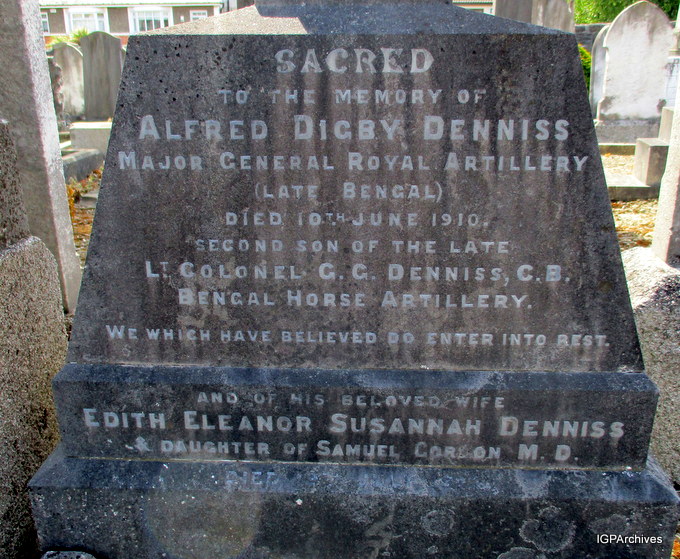 SACRED
TO THE MEMORY OF
ALFRED DIGBY DENNISS
MAJOR GENERAL ROYAL ARTILLERY
(LATE BENGAL)
DIED 10TH JUNE 1910.
SECOND SON OF THE LATE
LT. COLONEL G. G. DENNISS, C.B.
BENGAL HORSE ARTILLERY.
WE WHICH HAVE BELIEVED DO ENTER INTO REST.
AND OF HIS BELOVED WIFE
EDITH ELEANOR SUSANNAH DENNISS
& DAUGHTER OF SAMUEL GORDON M.D.
DIED
IGPArchives